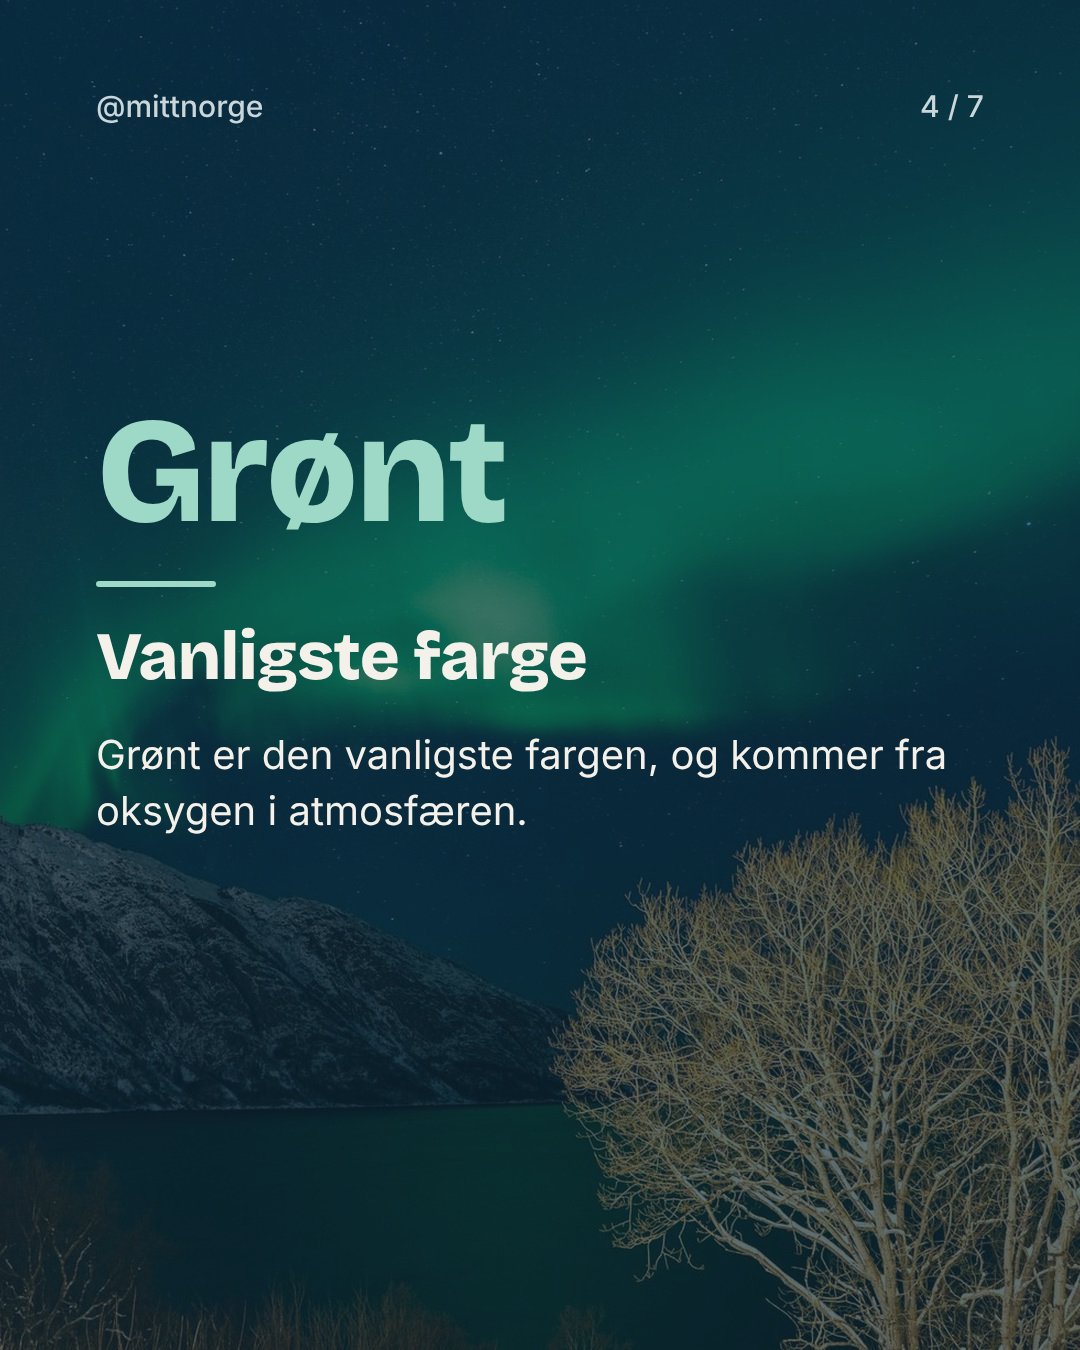 @mittnorge
4 / 7
Grønt
Vanligste farge
Grønt er den vanligste fargen, og kommer fra
oksygen i atmosfæren.